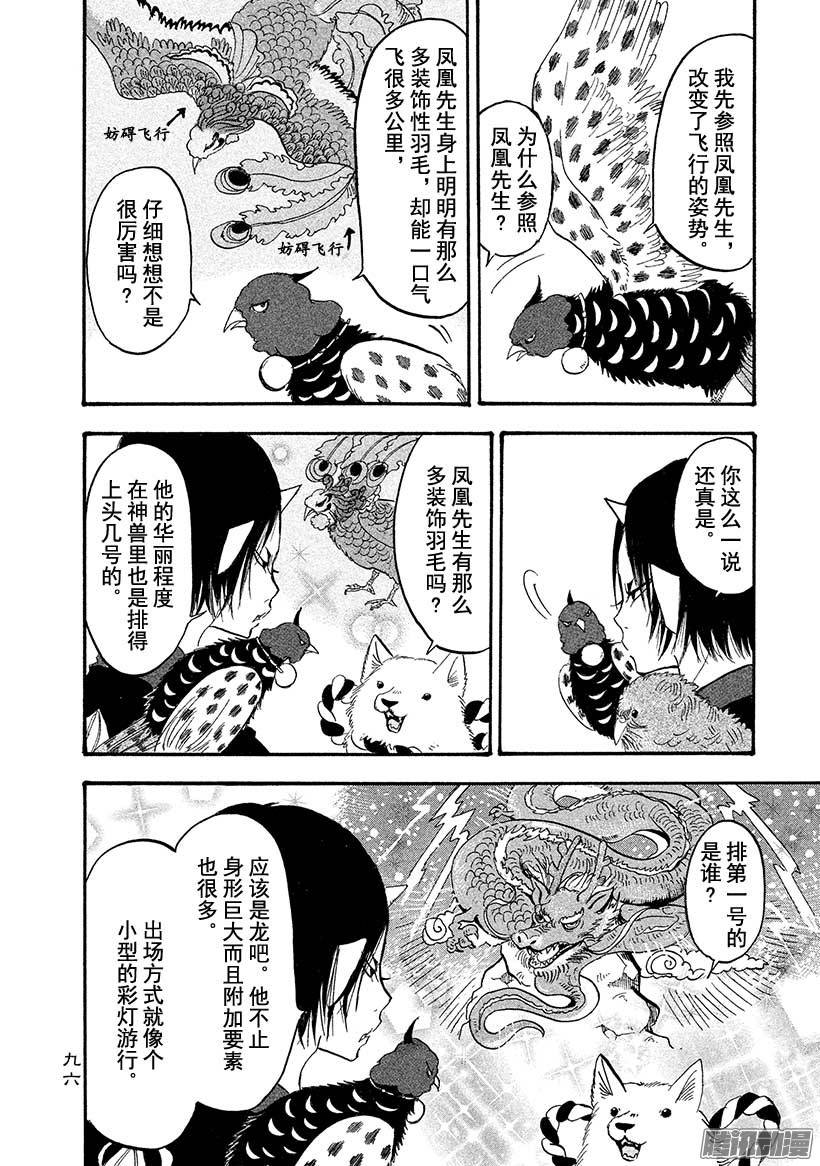 我先参照凤凰先生，
改变了飞行的姿势。
为什么参照
凤凰先生？
凤凰先生身上明明有那么
多装饰性羽毛，却能一口气
飞很多公里，
妨碍飞行
妨碍飞行
仔细想想不是
很厉害吗？
你这么一说
还真是。
凤凰先生有那么
多装饰羽毛吗？
他的华丽程度
在神兽里也是排得
上头几号的。
排第一号的
是谁？
应该是龙吧。他不止
身形巨大而且附加要素
也很多。
出场方式就像个
小型的彩灯游行。
九六
腾讯动漫